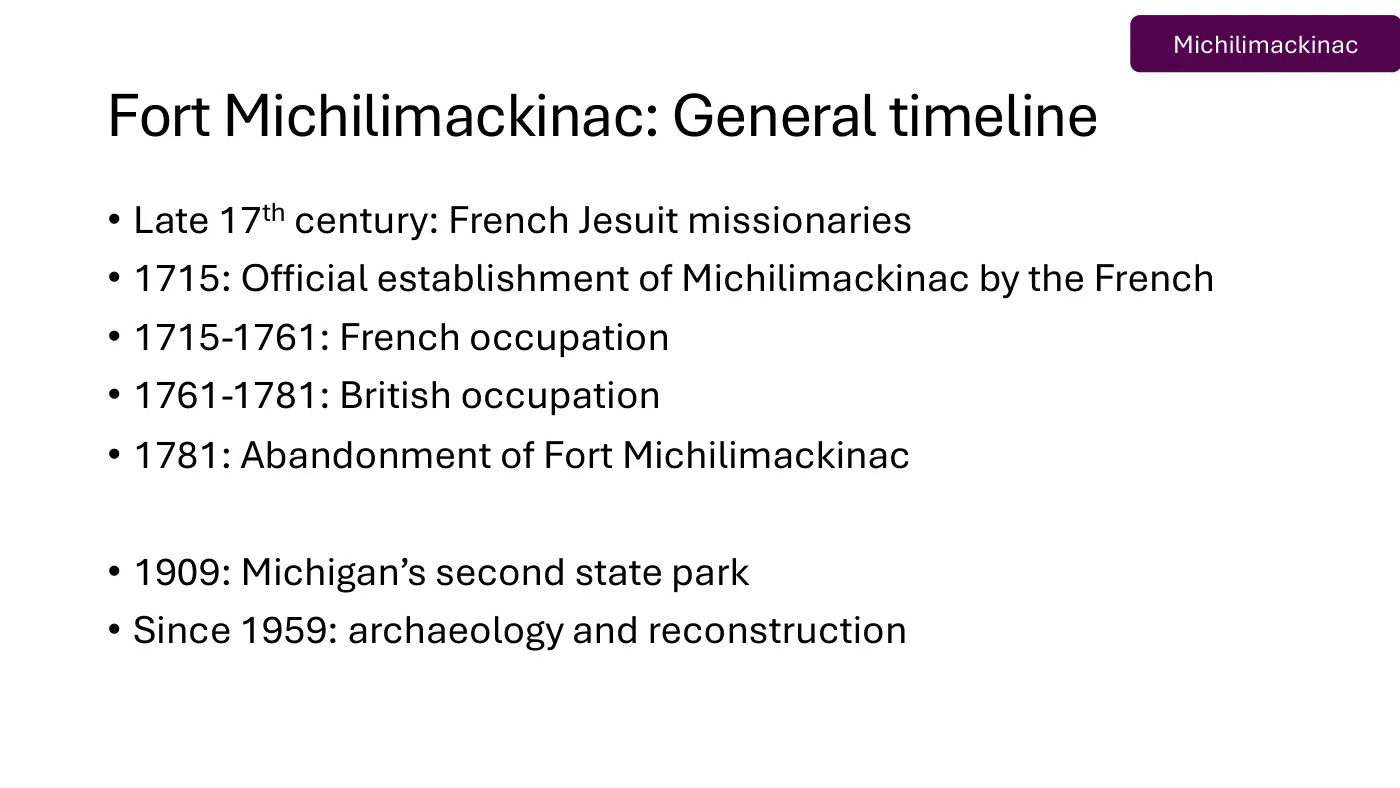 Michilimackinac
Fort Michilimackinac: General timeline
• Late 17th century: French Jesuit missionaries
• 1715: Official establishment of Michilimackinac by the French
• 1715-1761: French occupation
• 1761-1781: British occupation
• 1781: Abandonment of Fort Michilimackinac
• 1909: Michigan’s second state park
• Since 1959: archaeology and reconstruction